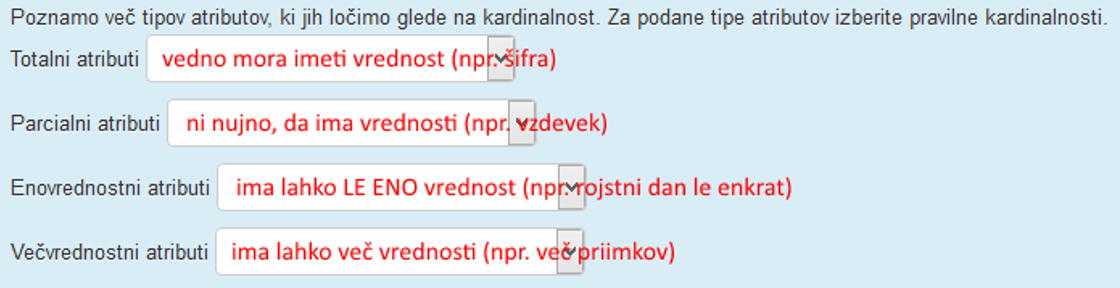 Poznamo več tipov atributov, ki jih ločimo glede na kardinalnost. Za podane tipe atributov izberite pravilne kardinalnosti.
Totalni atributi vedno mora imeti vrednost (npr. šifra)
Parcialni atributi ni nujno, da ima vrednosti (npr. vzdevek)
Enovrednostni atributi ima lahko LE ENO vrednost (npr. rojstni dan le enkrat)
Večvrednostni atributi ima lahko več vrednosti (npr. več priimkov)